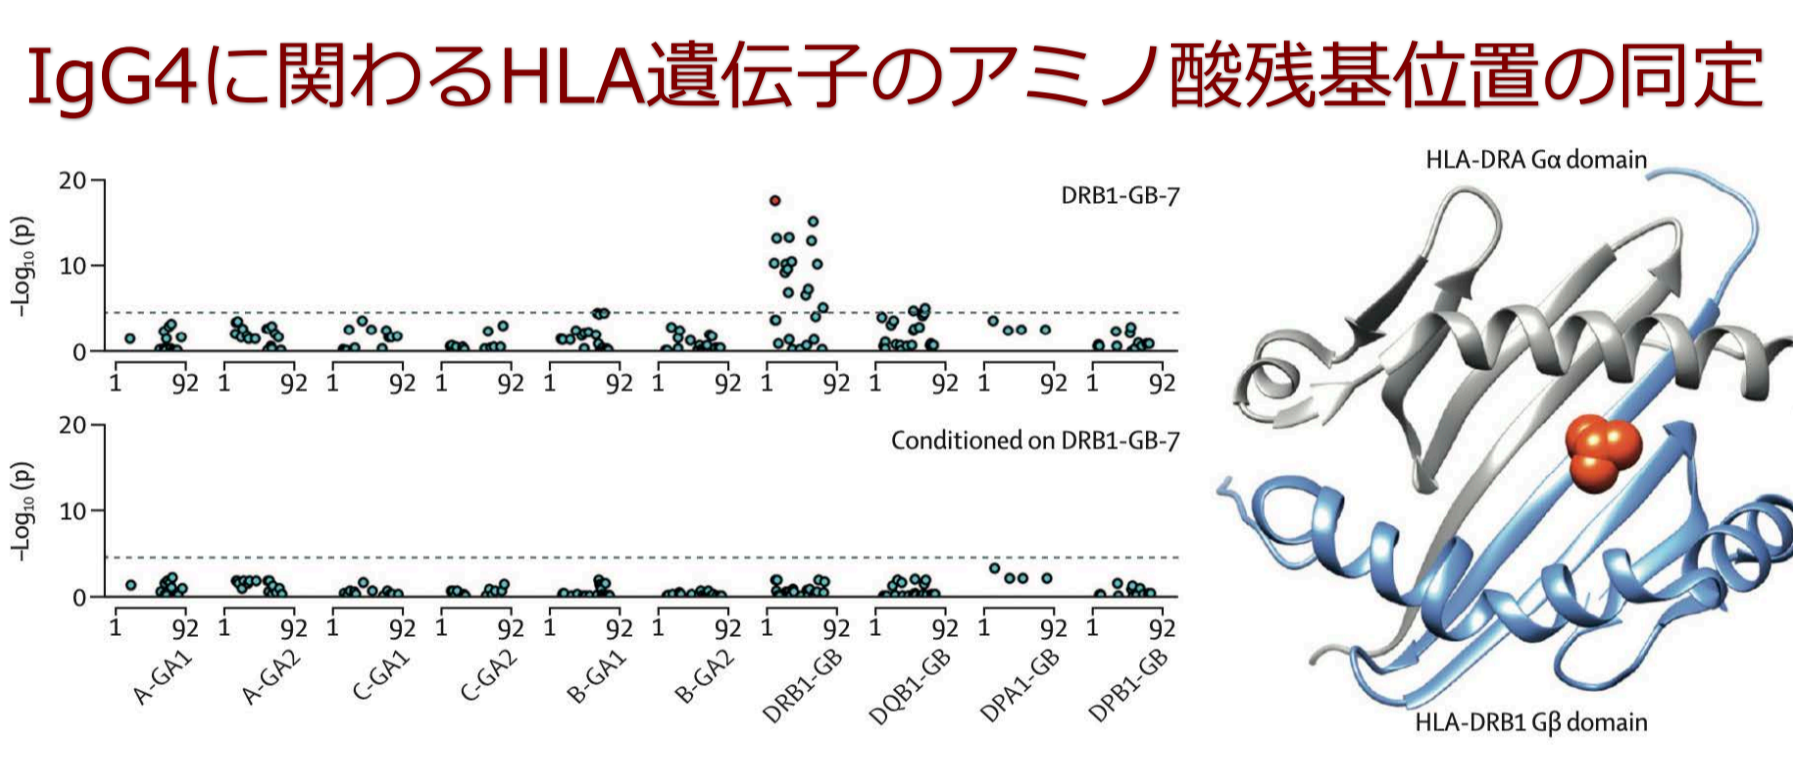 IgG4に関わるHLA遺伝子のアミノ酸残基位置の同定
HLA-DRA Gα domain
DRB1-GB-7
−Log10 (p)
20
10
0
1 92 1 92 1 92 1 92 1 92 1 92 1 92 1 92 1 92 1 92
Conditioned on DRB1-GB-7
−Log10 (p)
20
10
0
1 92 1 92 1 92 1 92 1 92 1 92 1 92 1 92 1 92 1 92
A-GA1 A-GA2 C-GA1 C-GA2 B-GA1 B-GA2 DRB1-GB DQB1-GB DPA1-GB DPB1-GB
HLA-DRB1 Gβ domain